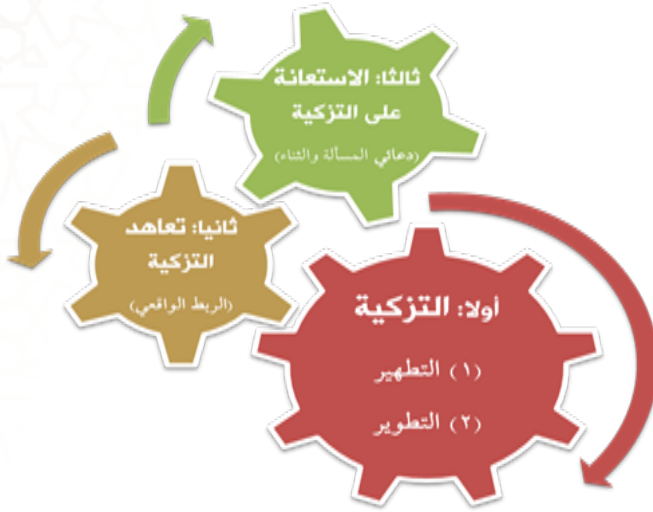 ثالثا: الاستعانة
على التزكية
(دعائي المسألة والثناء)
ثانيا: تعاهد
التزكية
(الربط الواقعي)
أولا: التزكية
(١) التطهير
(٢) التطوير